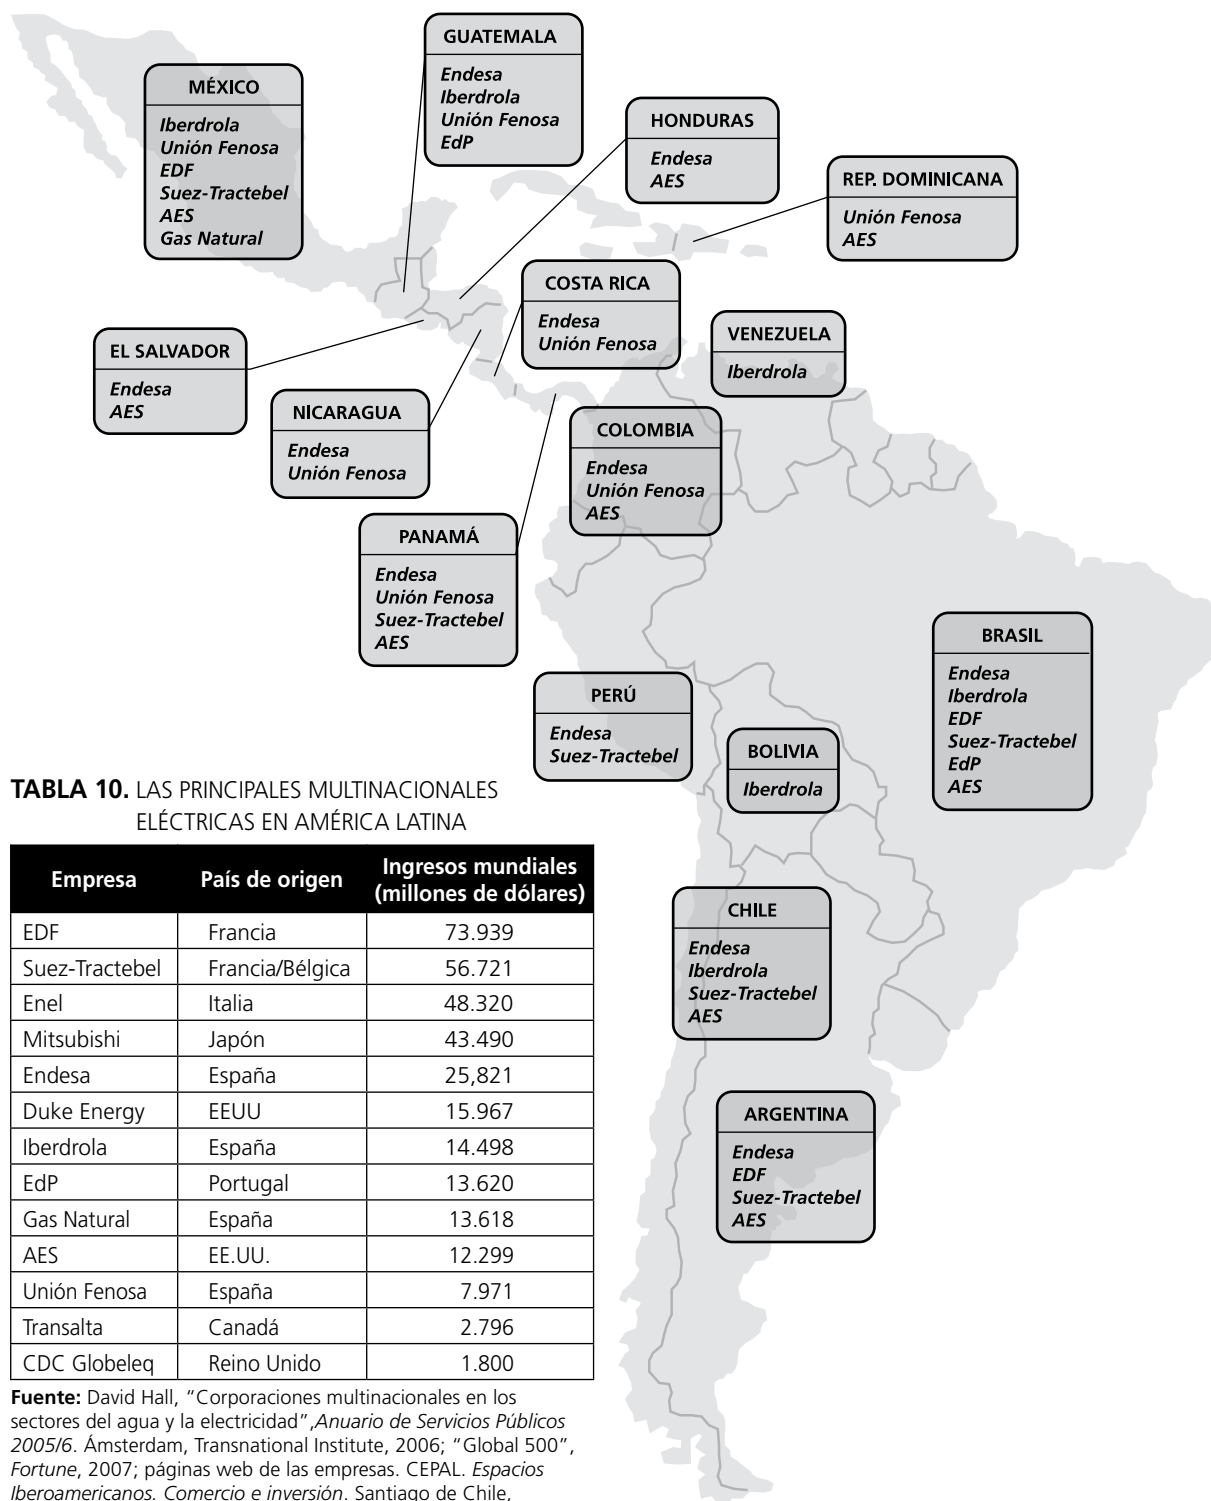 GUATEMALA
Endesa
Iberdrola
Unión Fenosa
EdP
MÉXICO
Iberdrola
Unión Fenosa
EDF
Suez-Tractebel
AES
Gas Natural
HONDURAS
Endesa
AES
REP. DOMINICANA
Unión Fenosa
AES
COSTA RICA
Endesa
Unión Fenosa
VENEZUELA
Iberdrola
EL SALVADOR
Endesa
AES
NICARAGUA
Endesa
Unión Fenosa
COLOMBIA
Endesa
Unión Fenosa
AES
PANAMÁ
Endesa
Unión Fenosa
Suez-Tractebel
AES
BRASIL
Endesa
Iberdrola
EDF
Suez-Tractebel
EdP
AES
PERÚ
Endesa
Suez-Tractebel
BOLIVIA
Iberdrola
CHILE
Endesa
Iberdrola
Suez-Tractebel
AES
ARGENTINA
Endesa
EDF
Suez-Tractebel
AES
TABLA 10. LAS PRINCIPALES MULTINACIONALES
ELÉCTRICAS EN AMÉRICA LATINA
Empresa País de origen Ingresos mundiales
(millones de dólares)
EDF Francia 73.939
Suez-Tractebel Francia/Bélgica 56.721
Enel Italia 48.320
Mitsubishi Japón 43.490
Endesa España 25,821
Duke Energy EEUU 15.967
Iberdrola España 14.498
EdP Portugal 13.620
Gas Natural España 13.618
AES EE.UU. 12.299
Unión Fenosa España 7.971
Transalta Canadá 2.796
CDC Globeleq Reino Unido 1.800
Fuente: David Hall, “Corporaciones multinacionales en los
sectores del agua y la electricidad”,Anuario de Servicios Públicos
2005/6. Ámsterdam, Transnational Institute, 2006; “Global 500”,
Fortune, 2007; páginas web de las empresas. CEPAL. Espacios
Iberoamericanos. Comercio e inversión. Santiago de Chile,